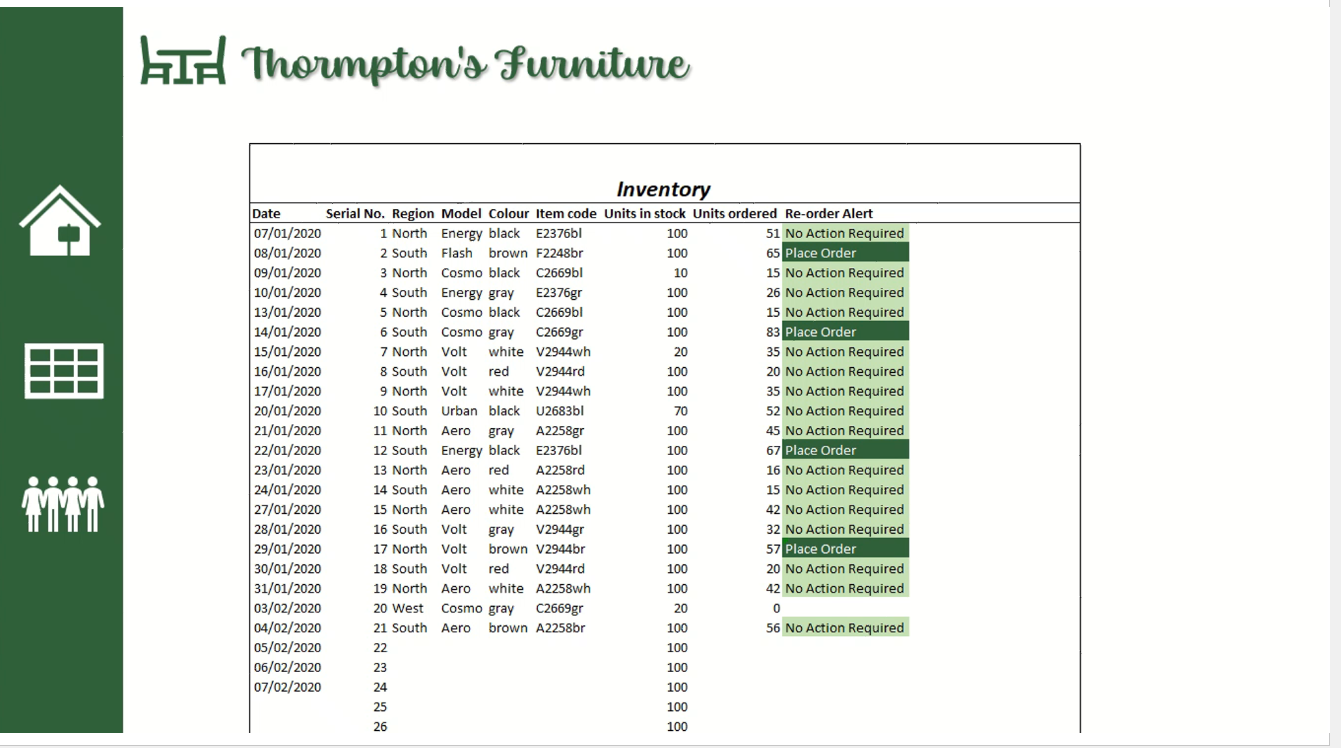 Thormpton's Furniture
Inventory
Date Serial No. Region Model Colour Item code Units in stock Units ordered Re-order Alert
07/01/2020 1 North Energy black E2376bl 100 51 No Action Required
08/01/2020 2 South Flash brown F2248br 100 65 Place Order
09/01/2020 3 North Cosmo black C2669bl 10 15 No Action Required
10/01/2020 4 South Energy gray E2376gr 100 26 No Action Required
13/01/2020 5 North Cosmo black C2669bl 100 15 No Action Required
14/01/2020 6 South Cosmo gray C2669gr 100 83 Place Order
15/01/2020 7 North Volt white V2944wh 20 35 No Action Required
16/01/2020 8 South Volt red V2944rd 100 20 No Action Required
17/01/2020 9 North Volt white V2944wh 100 35 No Action Required
20/01/2020 10 South Urban black U2683bl 70 52 No Action Required
21/01/2020 11 North Aero gray A2258gr 100 45 No Action Required
22/01/2020 12 South Energy black E2376bl 100 67 Place Order
23/01/2020 13 North Aero red A2258rd 100 16 No Action Required
24/01/2020 14 South Aero white A2258wh 100 15 No Action Required
27/01/2020 15 North Aero white A2258wh 100 42 No Action Required
28/01/2020 16 South Volt gray V2944gr 100 32 No Action Required
29/01/2020 17 North Volt brown V2944br 100 57 Place Order
30/01/2020 18 South Volt red V2944rd 100 20 No Action Required
31/01/2020 19 North Aero white A2258wh 100 42 No Action Required
03/02/2020 20 West Cosmo gray C2669gr 20 0
04/02/2020 21 South Aero brown A2258br 100 56 No Action Required
05/02/2020 22 100
06/02/2020 23 100
07/02/2020 24 100
25 100
26 100